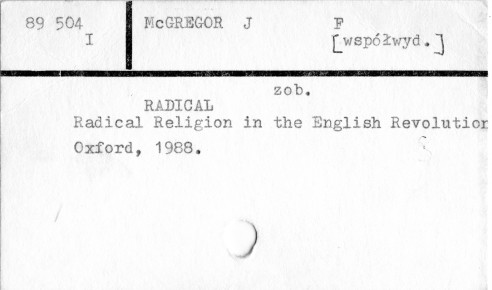 89 504
I
McGREGOR J F
[współwyd.]
zob.
RADICAL
Radical Religion in the English Revolution
Oxford, 1988.